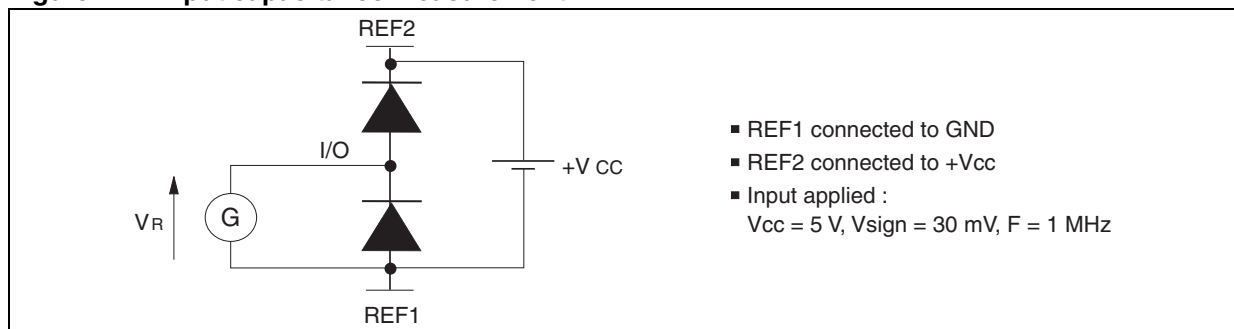 REF2
I/O
+V CC
VR
G
REF1
■ REF1 connected to GND
■ REF2 connected to +Vcc
■ Input applied :
Vcc = 5 V, Vsign = 30 mV, F = 1 MHz